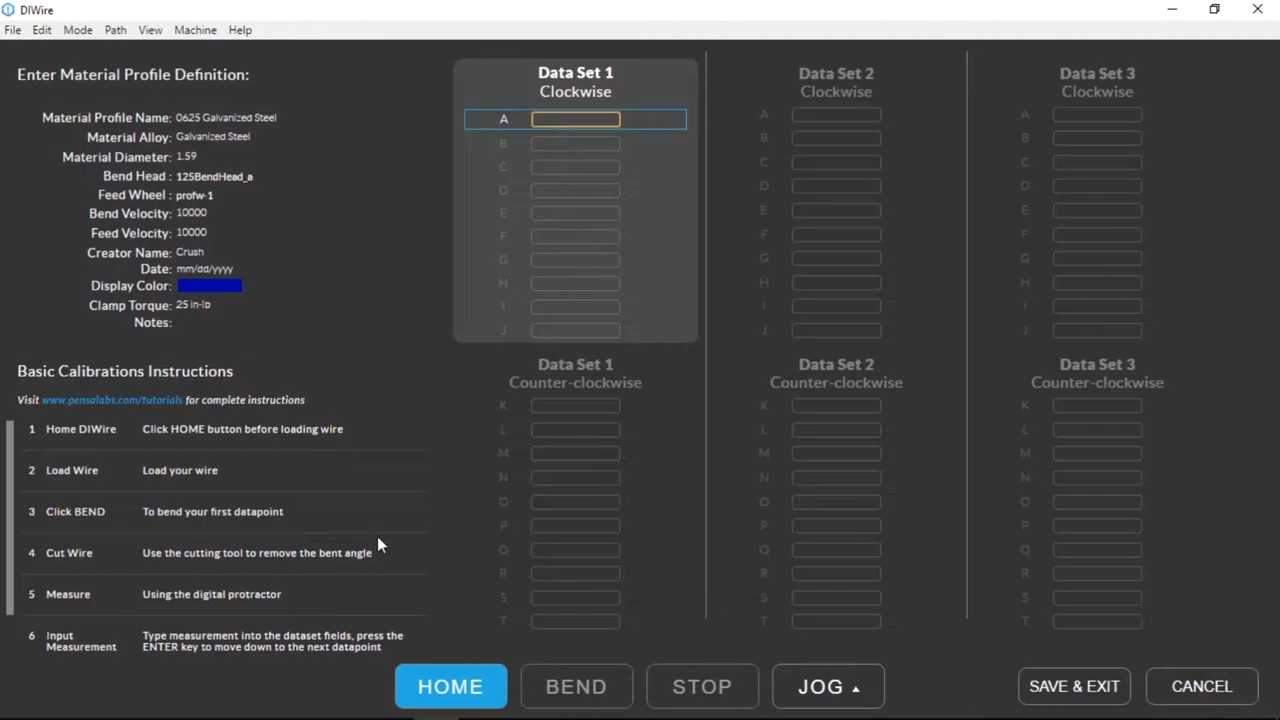 DIWire
File Edit Mode Path View Machine Help
Enter Material Profile Definition:
Material Profile Name: 0625 Galvanized Steel
Material Alloy: Galvanized Steel
Material Diameter: 1.59
Bend Head : 125BendHead_a
Feed Wheel : profw-1
Bend Velocity: 10000
Feed Velocity: 10000
Creator Name: Crush
Date: mm/dd/yyyy
Display Color:
Clamp Torque: 25 in-lb
Notes:
Basic Calibrations Instructions
Visit www.pensalabs.com/tutorials for complete instructions
1 Home DIWire Click HOME button before loading wire
2 Load Wire Load your wire
3 Click BEND To bend your first datapoint
4 Cut Wire Use the cutting tool to remove the bent angle
5 Measure Using the digital protractor
6 Input Measurement Type measurement into the dataset fields, press the
ENTER key to move down to the next datapoint
Data Set 1
Clockwise
A
B
C
D
E
F
G
H
I
J
Data Set 1
Counter-clockwise
K
L
M
N
O
P
Q
R
S
T
Data Set 2
Clockwise
A
B
C
D
E
F
G
H
I
J
Data Set 2
Counter-clockwise
K
L
M
N
O
P
Q
R
S
T
Data Set 3
Clockwise
A
B
C
D
E
F
G
H
I
J
Data Set 3
Counter-clockwise
K
L
M
N
O
P
Q
R
S
T
HOME BEND STOP JOG ▲ SAVE & EXIT CANCEL